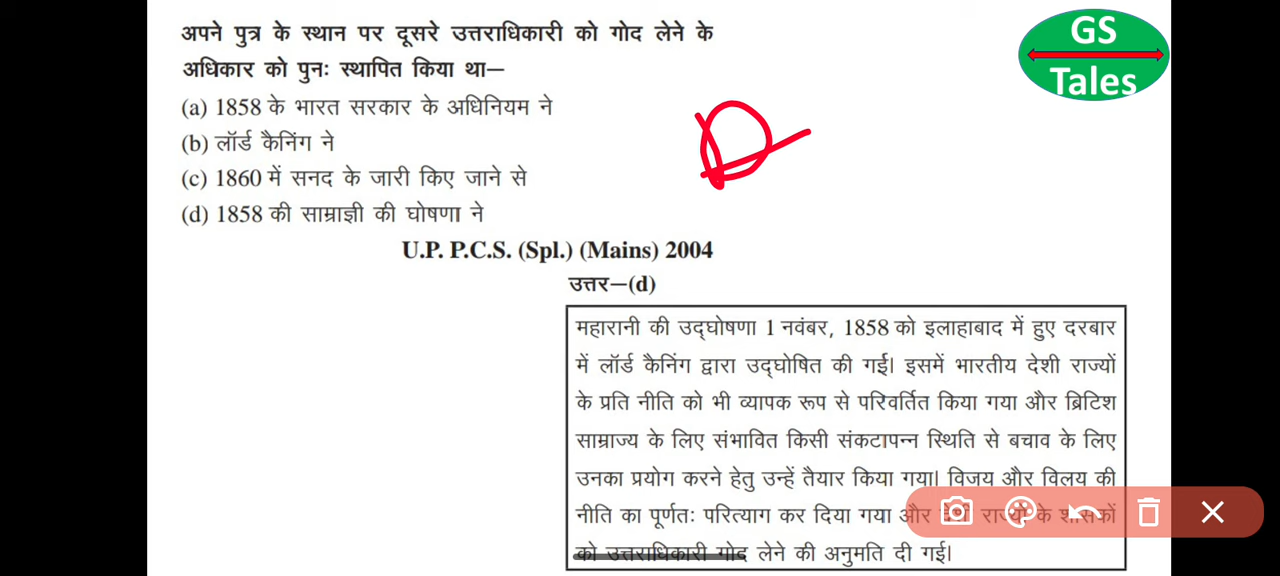 अपने पुत्र के स्थान पर दूसरे उत्तराधिकारी को गोद लेने के
अधिकार को पुनः स्थापित किया था—
(a) 1858 के भारत सरकार के अधिनियम ने
(b) लॉर्ड कैनिंग ने
(c) 1860 में सनद के जारी किए जाने से
(d) 1858 की साम्राज्ञी की घोषणा ने
U.P. P.C.S. (Spl.) (Mains) 2004
उत्तर—(d)
महारानी की उद्घोषणा 1 नवंबर, 1858 को इलाहाबाद में हुए दरबार
में लॉर्ड कैनिंग द्वारा उद्घोषित की गई। इसमें भारतीय देशी राज्यों
के प्रति नीति को भी व्यापक रूप से परिवर्तित किया गया और ब्रिटिश
साम्राज्य के लिए संभावित किसी संकटापन्न स्थिति से बचाव के लिए
उनका प्रयोग करने हेतु उन्हें तैयार किया गया। विजय और विलय की
नीति का पूर्णतः परित्याग कर दिया गया और देशी राज्यों के शासकों
को उत्तराधिकारी गोद लेने की अनुमति दी गई।
GS
Tales